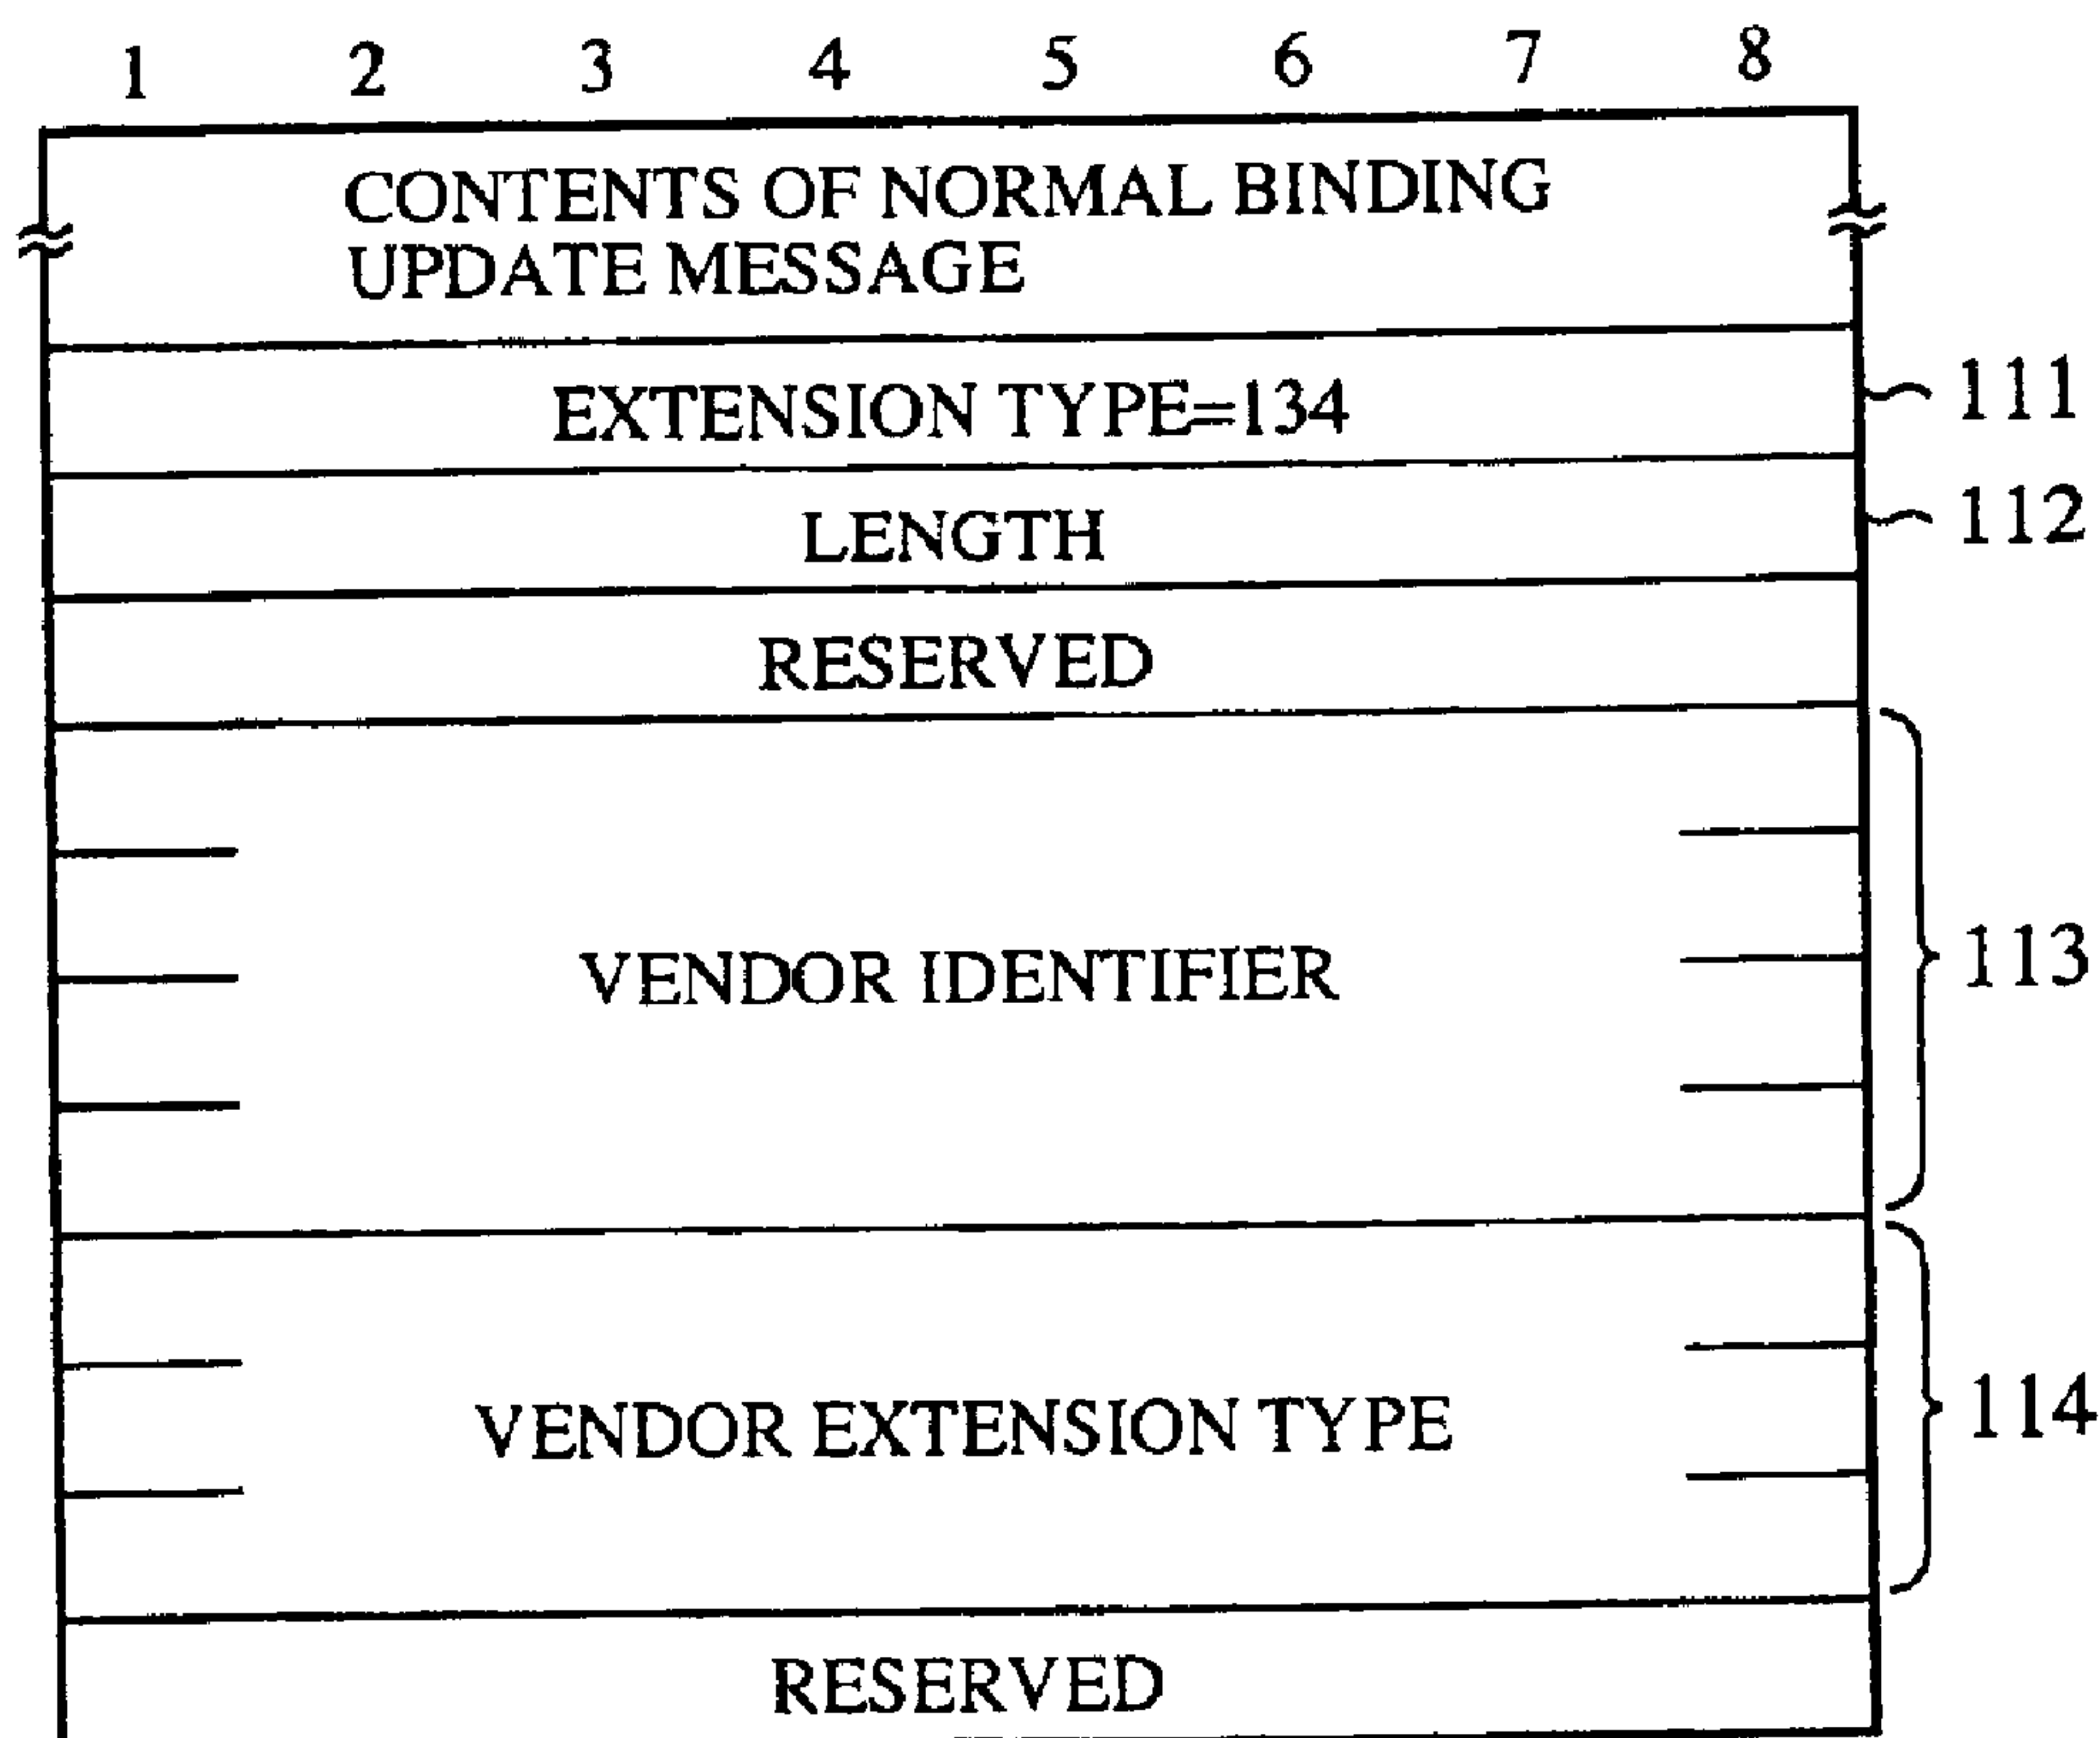 1 2 3 4 5 6 7 8
CONTENTS OF NORMAL BINDING
UPDATE MESSAGE
EXTENSION TYPE=134 111
LENGTH 112
RESERVED
VENDOR IDENTIFIER 113
VENDOR EXTENSION TYPE 114
RESERVED